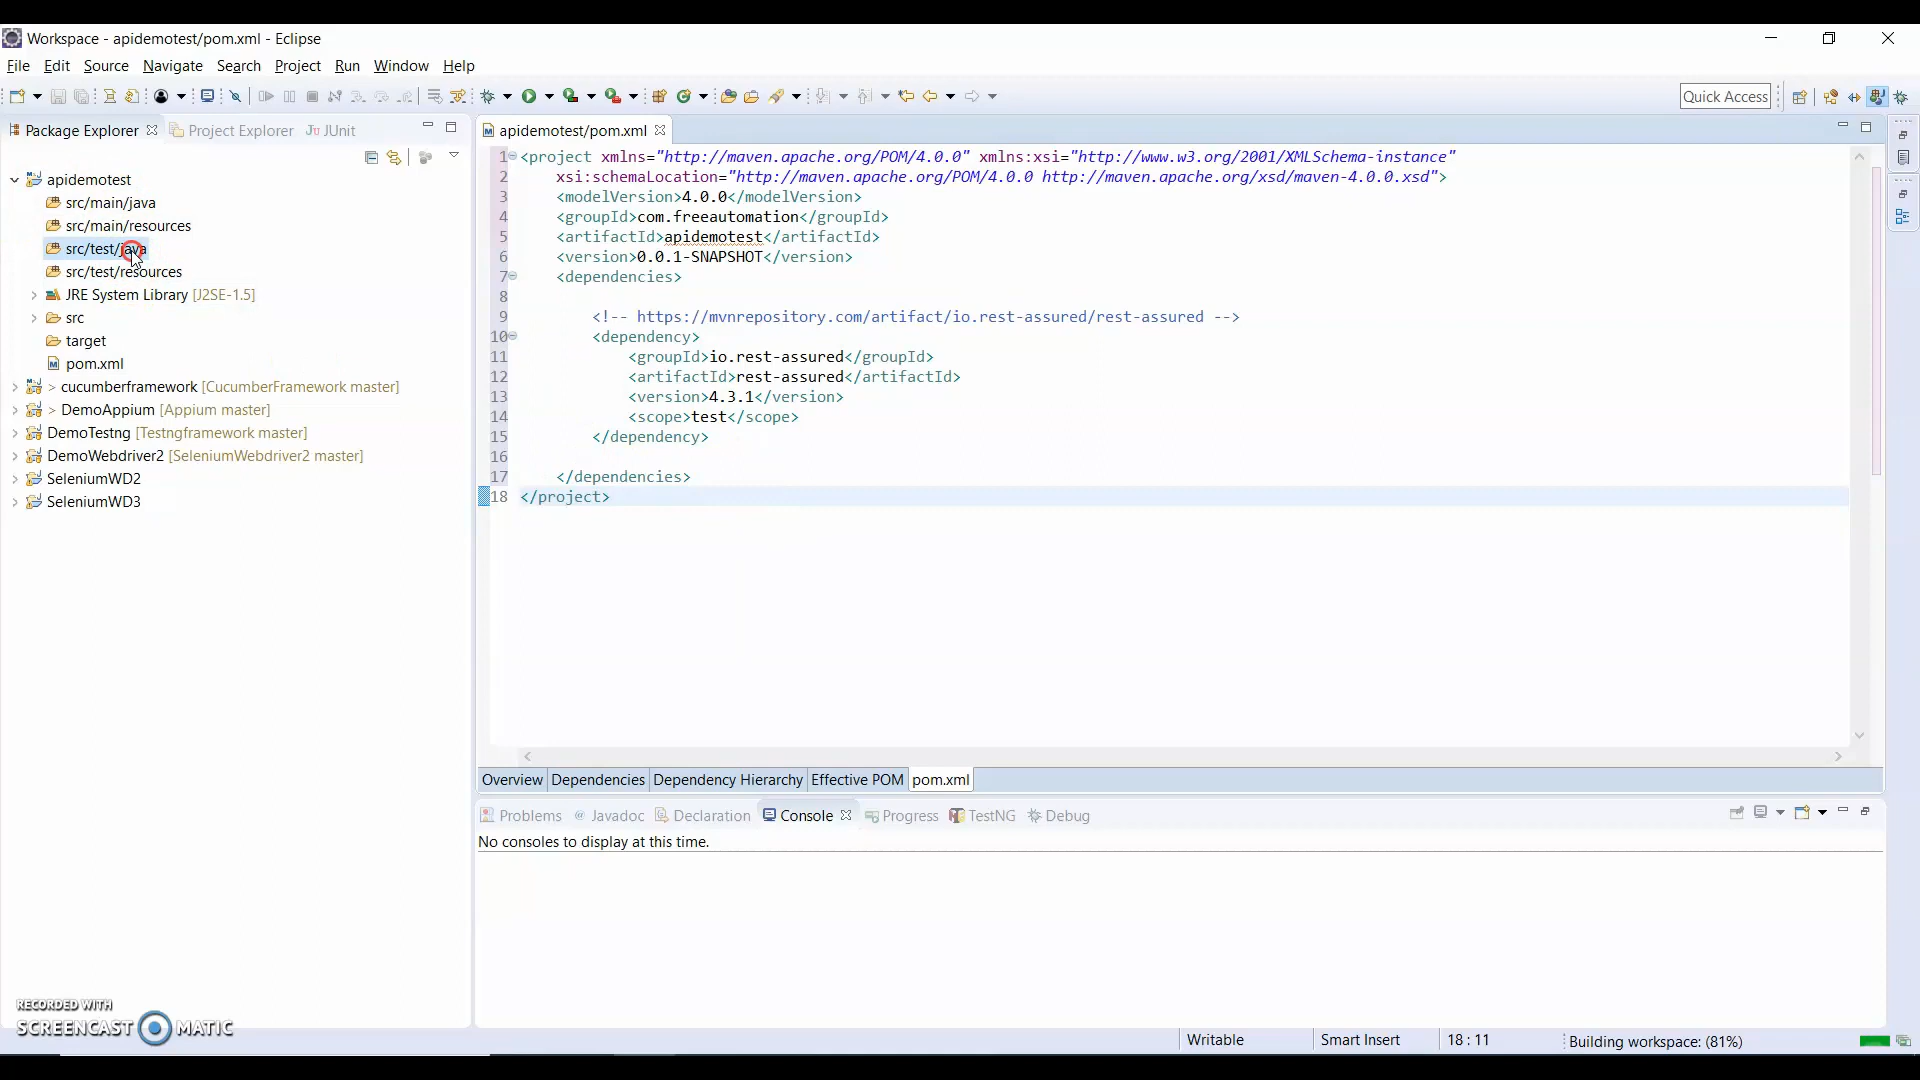 Workspace - apidemotest/pom.xml - Eclipse
File Edit Source Navigate Search Project Run Window Help
Quick Access
Package Explorer Project Explorer JUnit
apidemotest
src/main/java
src/main/resources
src/test/java
src/test/resources
JRE System Library [J2SE-1.5]
src
target
pom.xml
> cucumberframework [CucumberFramework master]
> DemoAppium [Appium master]
DemoTestng [Testngframework master]
DemoWebdriver2 [SeleniumWebdriver2 master]
SeleniumWD2
SeleniumWD3
apidemotest/pom.xml
1 <project xmlns="http://maven.apache.org/POM/4.0.0" xmlns:xsi="http://www.w3.org/2001/XMLSchema-instance"
2 xsi:schemaLocation="http://maven.apache.org/POM/4.0.0 http://maven.apache.org/xsd/maven-4.0.0.xsd">
3 <modelVersion>4.0.0</modelVersion>
4 <groupId>com.freeautomation</groupId>
5 <artifactId>apidemotest</artifactId>
6 <version>0.0.1-SNAPSHOT</version>
7 <dependencies>
8
9 <!-- https://mvnrepository.com/artifact/io.rest-assured/rest-assured -->
10 <dependency>
11 <groupId>io.rest-assured</groupId>
12 <artifactId>rest-assured</artifactId>
13 <version>4.3.1</version>
14 <scope>test</scope>
15 </dependency>
16
17 </dependencies>
18 </project>
Overview Dependencies Dependency Hierarchy Effective POM pom.xml
Problems Javadoc Declaration Console Progress TestNG Debug
No consoles to display at this time.
RECORDED WITH
SCREENCAST MATIC
Writable Smart Insert 18 : 11 Building workspace: (81%)